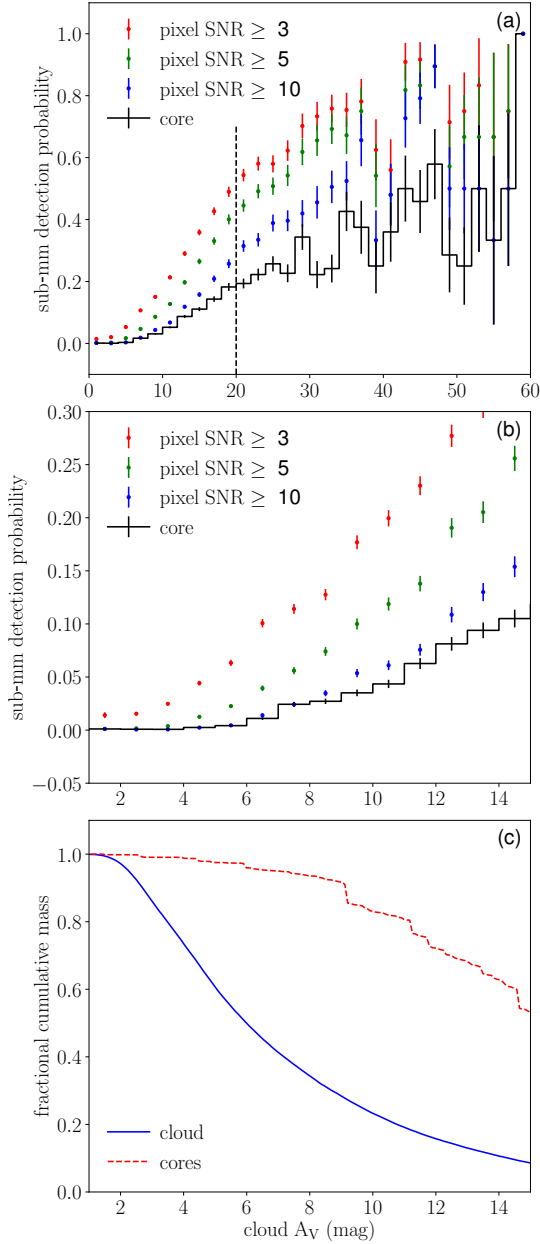 (a)
pixel SNR ≥ 3
pixel SNR ≥ 5
pixel SNR ≥ 10
core
sub-mm detection probability
1.0
0.8
0.6
0.4
0.2
0.0
0 10 20 30 40 50 60
(b)
pixel SNR ≥ 3
pixel SNR ≥ 5
pixel SNR ≥ 10
core
sub-mm detection probability
0.30
0.25
0.20
0.15
0.10
0.05
0.00
−0.05
2 4 6 8 10 12 14
(c)
fractional cumulative mass
1.0
0.8
0.6
0.4
0.2
0.0
cloud
cores
2 4 6 8 10 12 14
cloud A_V (mag)